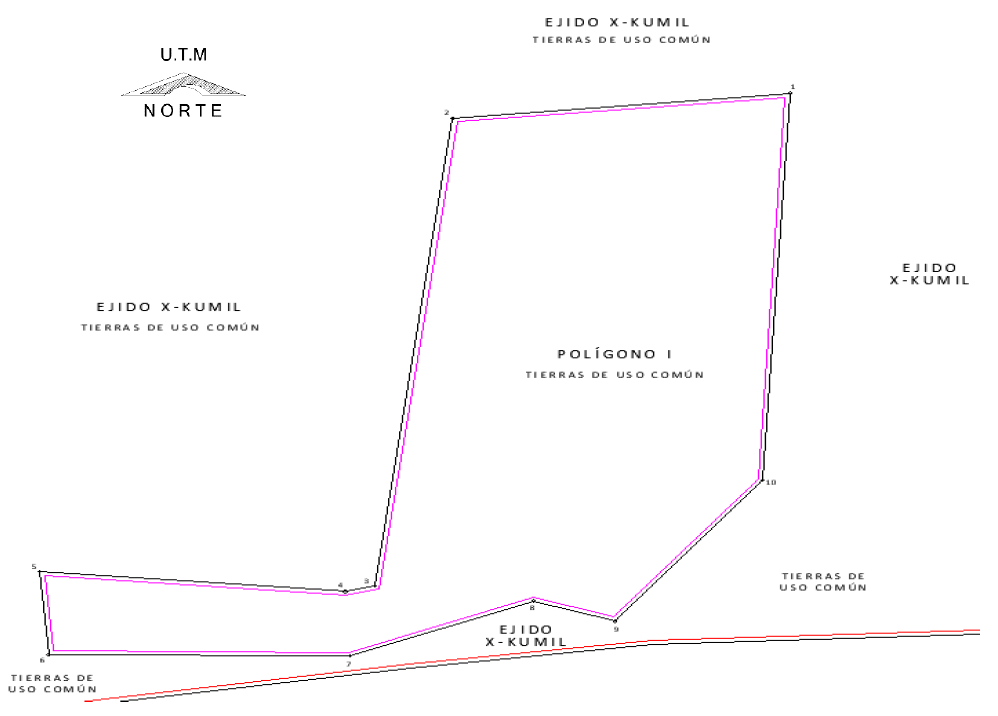 EJIDO X-KUMIL
TIERRAS DE USO COMÚN
U.T.M
NORTE
1
2
EJIDO
X-KUMIL
EJIDO X-KUMIL
TIERRAS DE USO COMÚN
POLÍGONO I
TIERRAS DE USO COMÚN
10
5
4
3
TIERRAS DE
USO COMÚN
8
9
EJIDO
X-KUMIL
6
7
TIERRAS DE
USO COMÚN